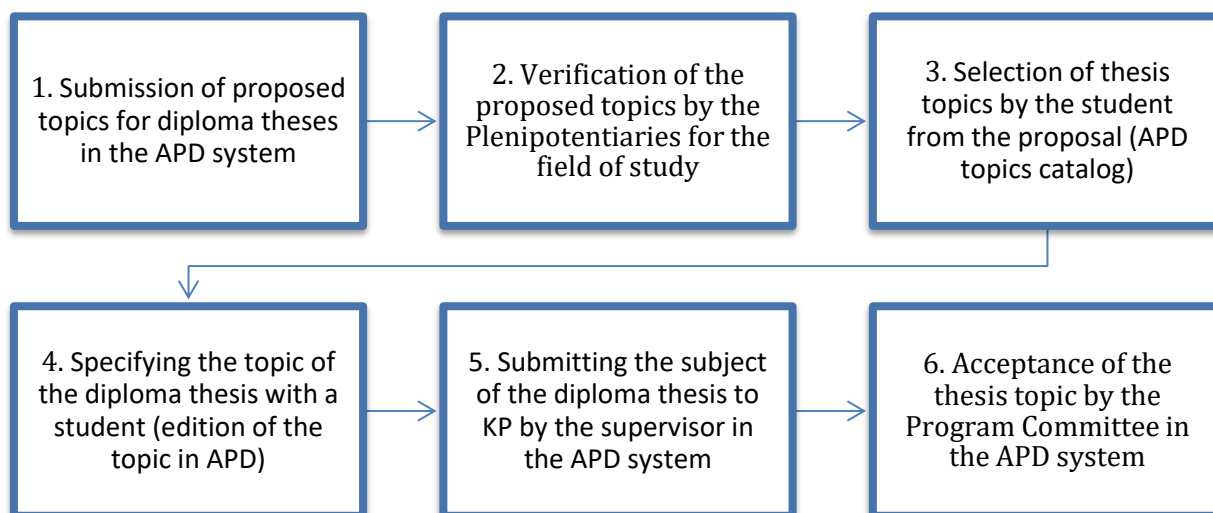 1. Submission of proposed
topics for diploma theses
in the APD system
2. Verification of the
proposed topics by the
Plenipotentiaries for the
field of study
3. Selection of thesis
topics by the student
from the proposal (APD
topics catalog)
4. Specifying the topic of
the diploma thesis with a
student (edition of the
topic in APD)
5. Submitting the subject
of the diploma thesis to
KP by the supervisor in
the APD system
6. Acceptance of the
thesis topic by the
Program Committee in
the APD system